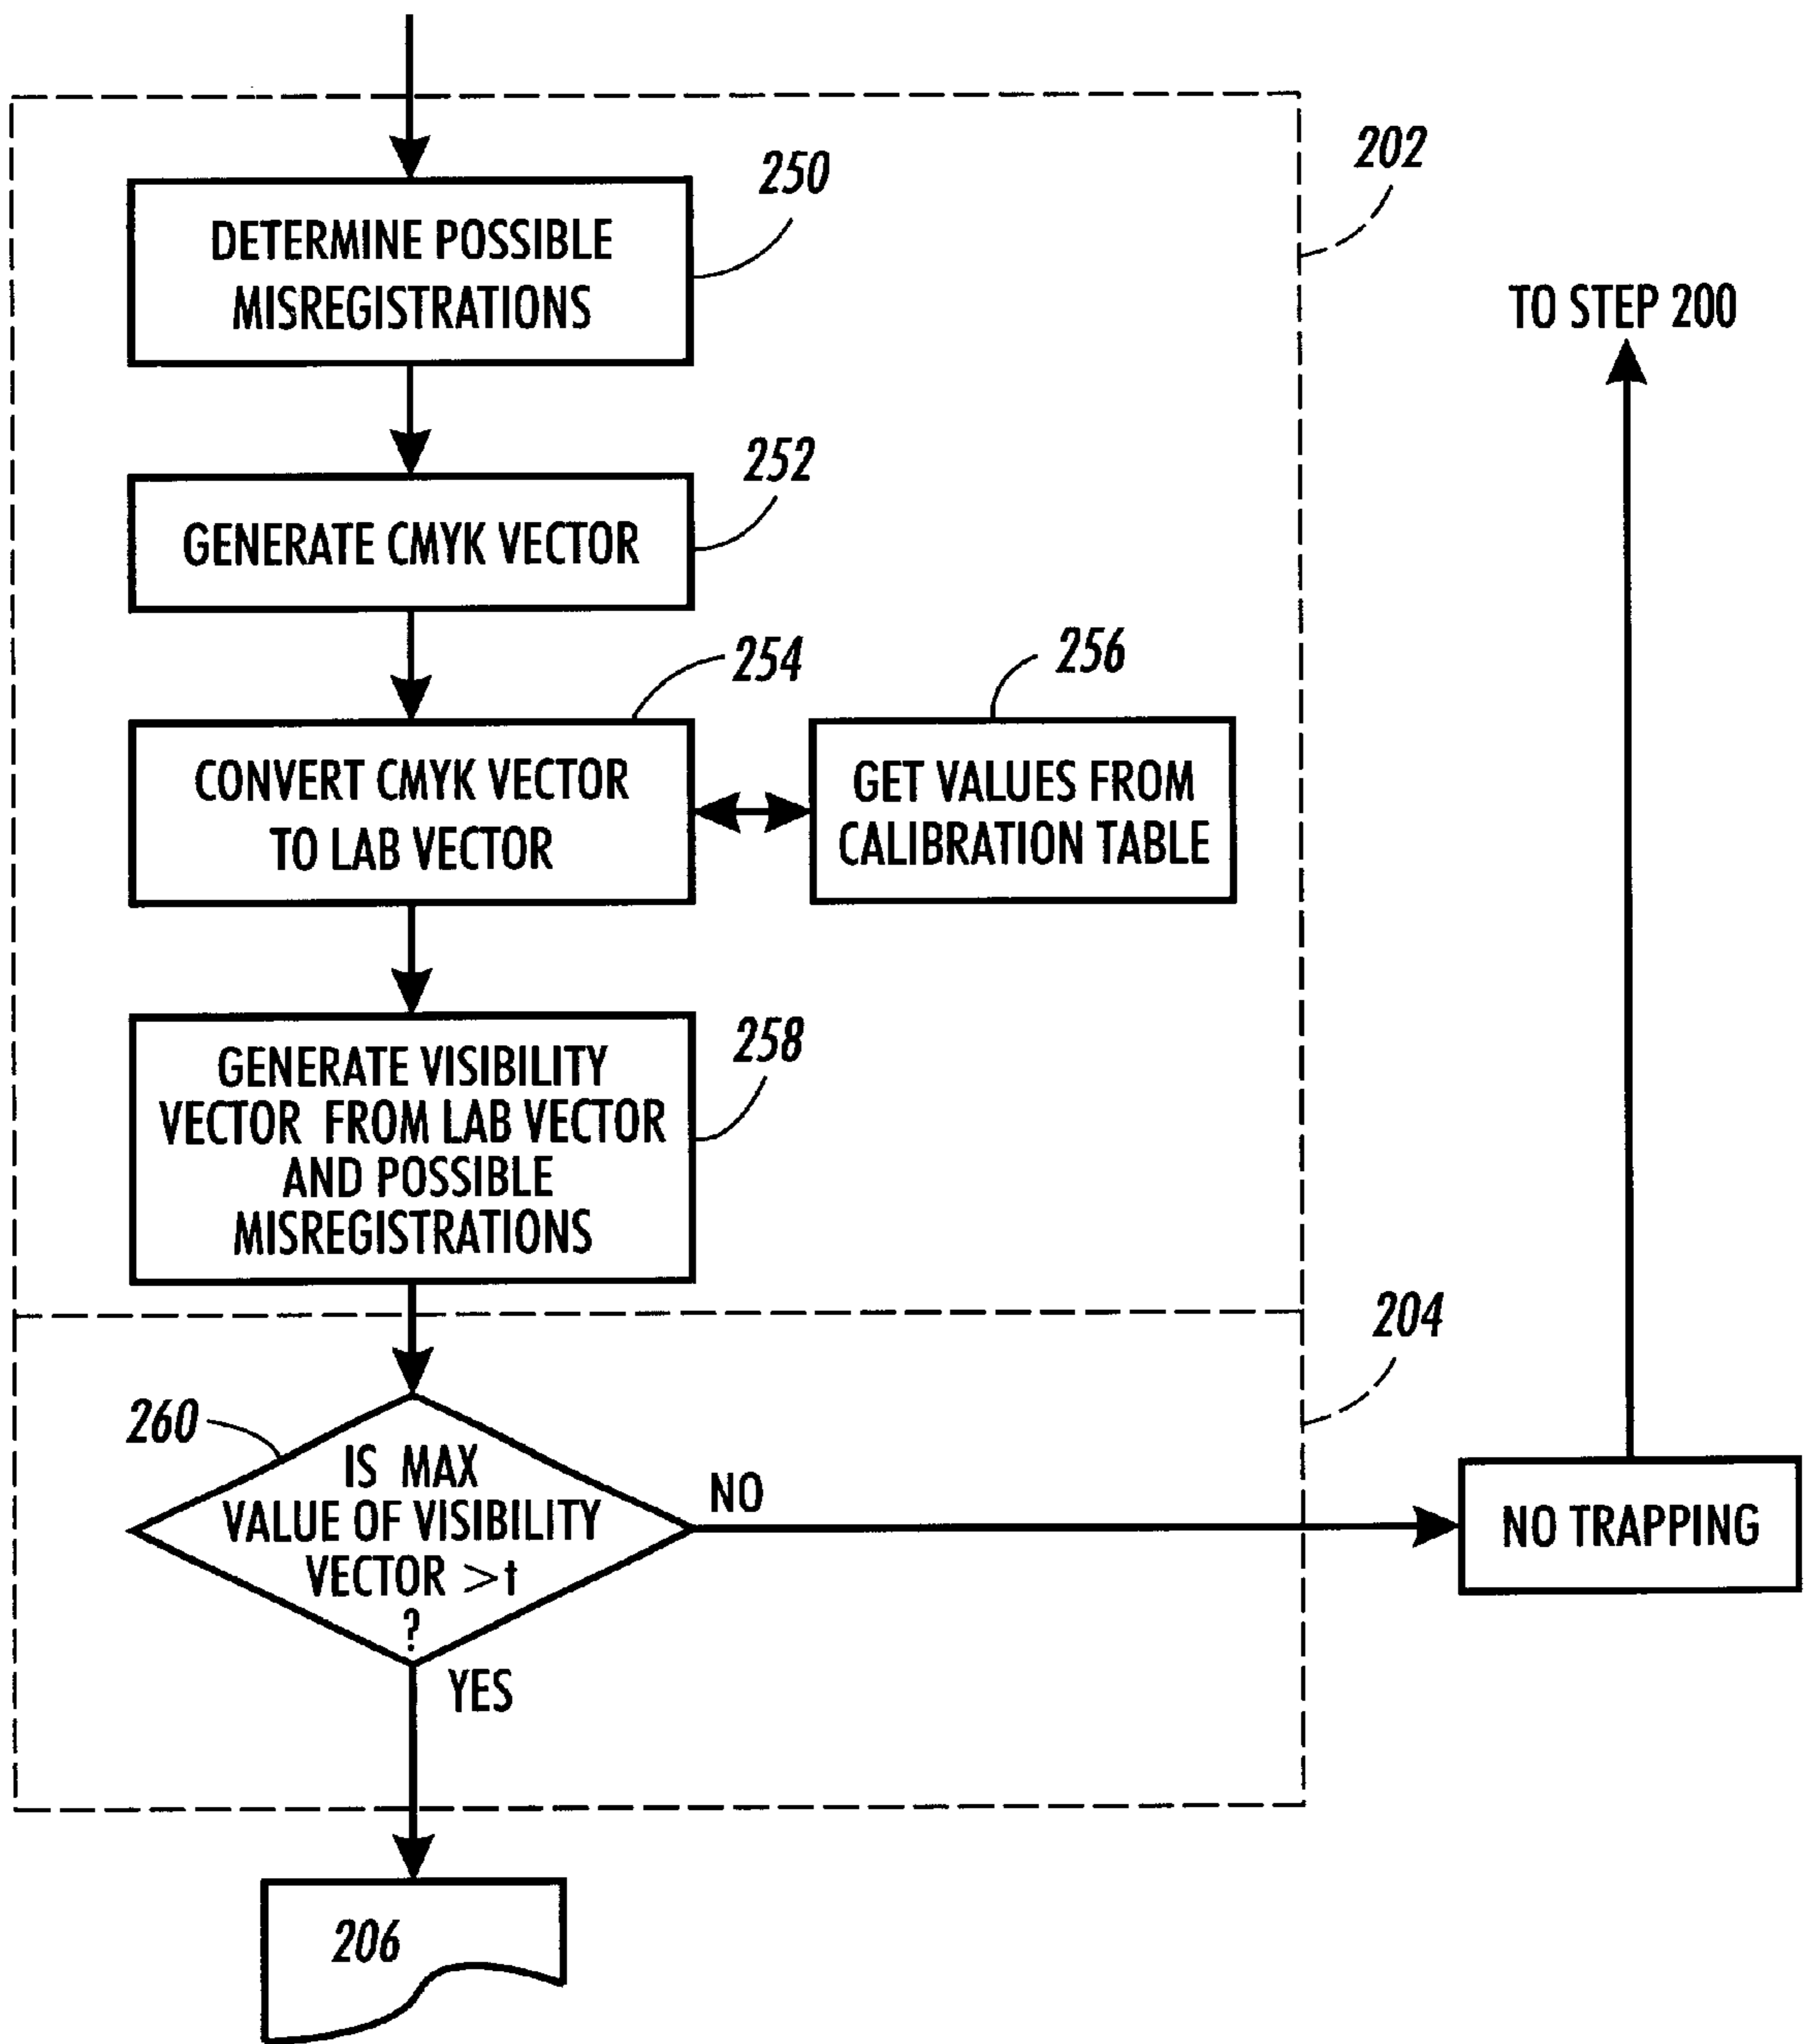 202
250
DETERMINE POSSIBLE
MISREGISTRATIONS
TO STEP 200
252
GENERATE CMYK VECTOR
254
256
CONVERT CMYK VECTOR
TO LAB VECTOR
GET VALUES FROM
CALIBRATION TABLE
258
GENERATE VISIBILITY
VECTOR FROM LAB VECTOR
AND POSSIBLE
MISREGISTRATIONS
204
260
IS MAX
VALUE OF VISIBILITY
VECTOR >t
?
NO
NO TRAPPING
YES
206